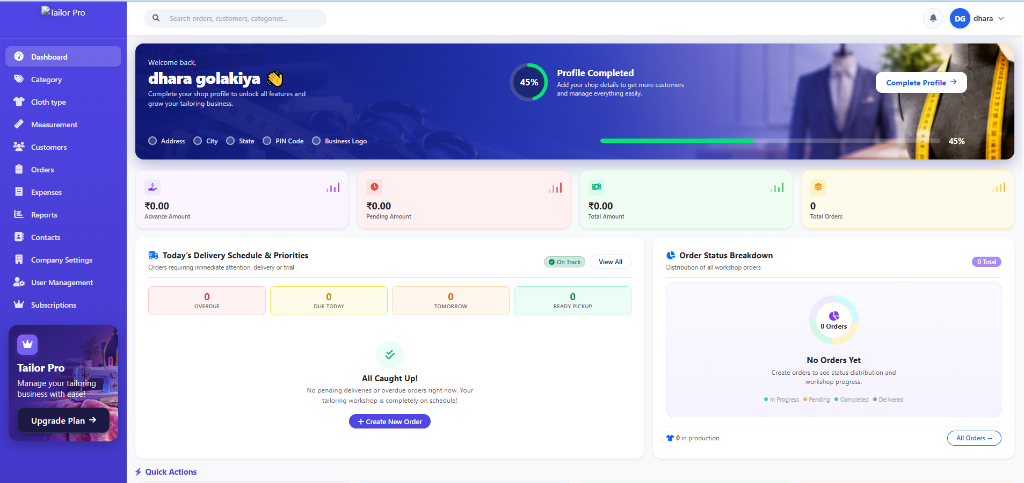 Tailor Pro
Dashboard
Category
Cloth type
Measurement
Customers
Orders
Expenses
Reports
Contacts
Company Settings
User Management
Subscriptions
Tailor Pro
Manage your tailoring
business with ease!
Upgrade Plan →
Search orders, customers, categories...
DG dhara
Welcome back,
dhara golakiya 👋
Complete your shop profile to unlock all features and
grow your tailoring business.
Address City State PIN Code Business Logo
45%
Profile Completed
Add your shop details to get more customers
and manage everything easily.
Complete Profile →
45%
₹0.00
Advance Amount
₹0.00
Pending Amount
₹0.00
Total Amount
0
Total Orders
Today's Delivery Schedule & Priorities
Orders requiring immediate attention, delivery or trial
On Track
View All
0
OVERDUE
0
DUE TODAY
0
TOMORROW
0
READY PICKUP
All Caught Up!
No pending deliveries or overdue orders right now. Your
tailoring workshop is completely on schedule!
+ Create New Order
Order Status Breakdown
Distribution of all workshop orders
0 Total
0 Orders
No Orders Yet
Create orders to see status distribution and
workshop progress.
In Progress Pending Completed Delivered
0 in production
All Orders →
Quick Actions